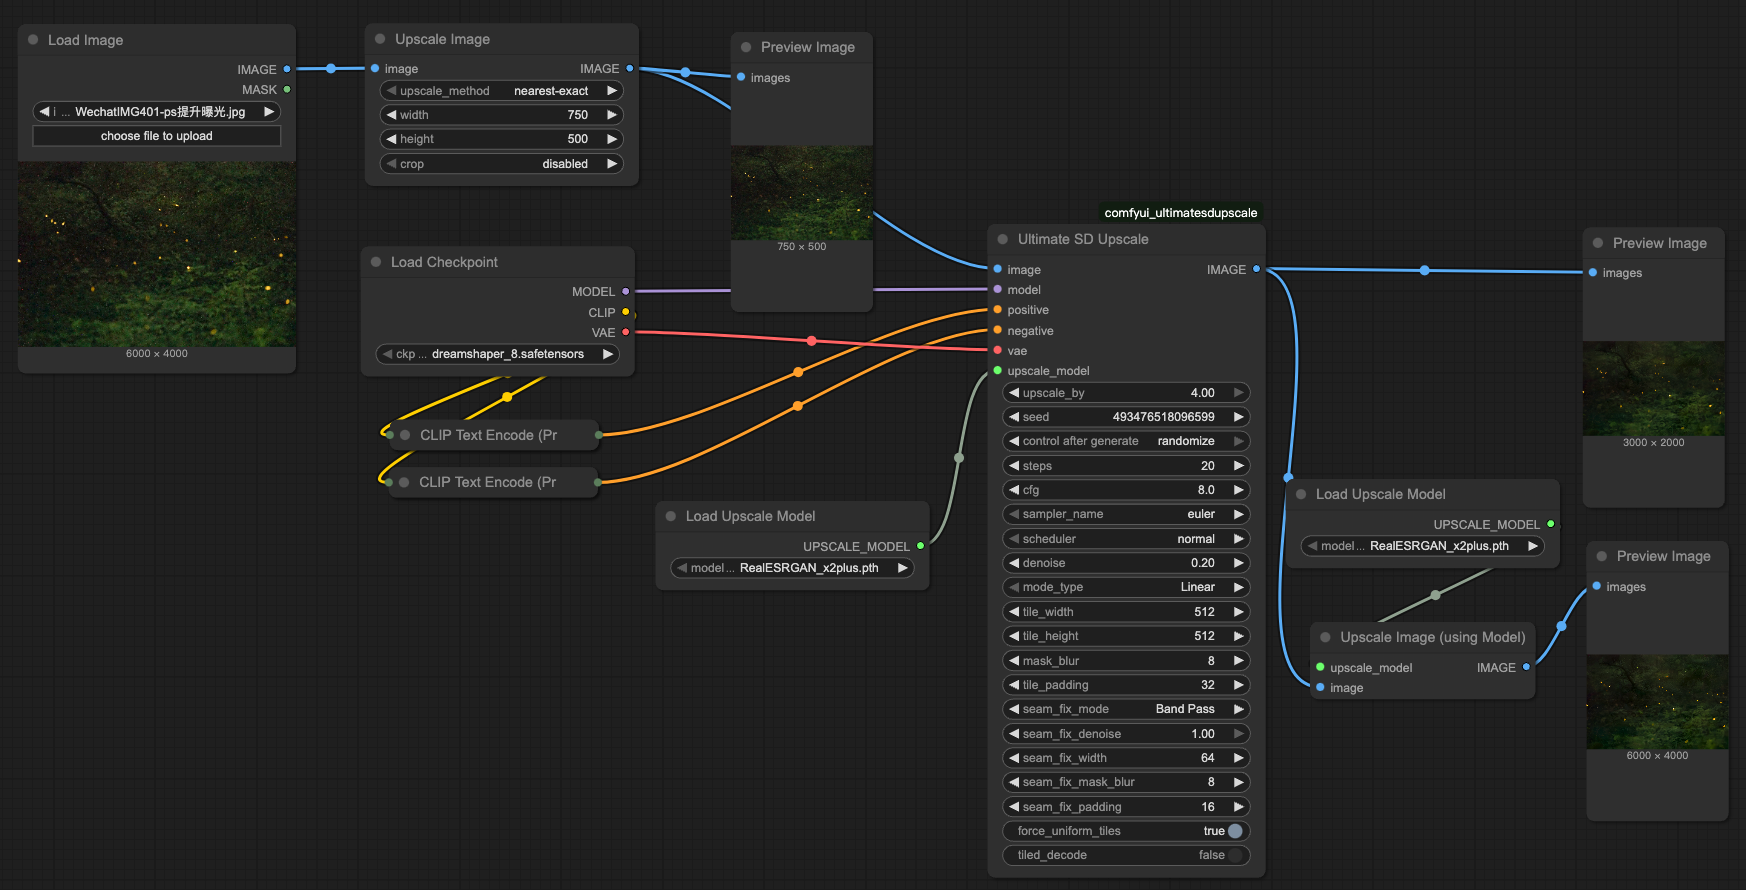 Load Image
IMAGE
MASK
i ... WechatIMG401-ps提升曝光.jpg
choose file to upload
6000 × 4000
Upscale Image
image IMAGE
upscale_method nearest-exact
width 750
height 500
crop disabled
Preview Image
images
750 × 500
Load Checkpoint
MODEL
CLIP
VAE
ckp ... dreamshaper_8.safetensors
CLIP Text Encode (Pr
CLIP Text Encode (Pr
Load Upscale Model
UPSCALE_MODEL
model ... RealESRGAN_x2plus.pth
comfyui_ultimatesdupscale
Ultimate SD Upscale
image IMAGE
model
positive
negative
vae
upscale_model
upscale_by 4.00
seed 493476518096599
control after generate randomize
steps 20
cfg 8.0
sampler_name euler
scheduler normal
denoise 0.20
mode_type Linear
tile_width 512
tile_height 512
mask_blur 8
tile_padding 32
seam_fix_mode Band Pass
seam_fix_denoise 1.00
seam_fix_width 64
seam_fix_mask_blur 8
seam_fix_padding 16
force_uniform_tiles true
tiled_decode false
Preview Image
images
3000 × 2000
Load Upscale Model
UPSCALE_MODEL
model ... RealESRGAN_x2plus.pth
Upscale Image (using Model)
upscale_model IMAGE
image
Preview Image
images
6000 × 4000